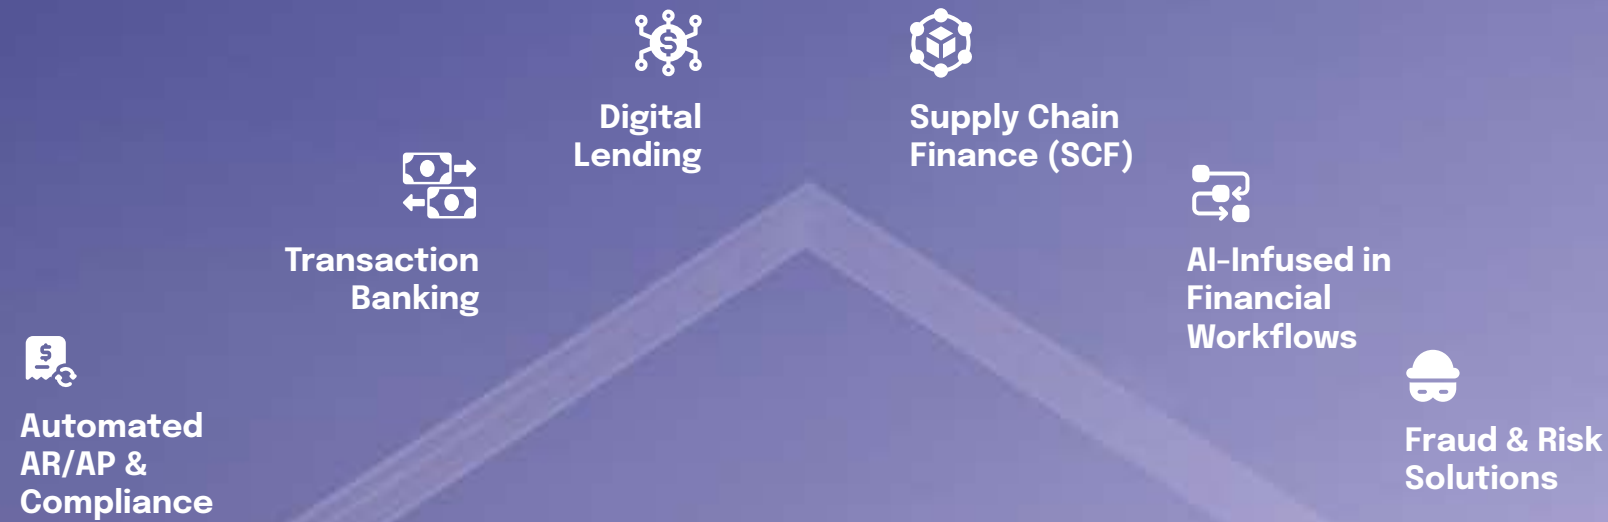 Digital
Lending
Supply Chain
Finance (SCF)
Transaction
Banking
AI-Infused in
Financial
Workflows
Automated
AR/AP &
Compliance
Fraud & Risk
Solutions